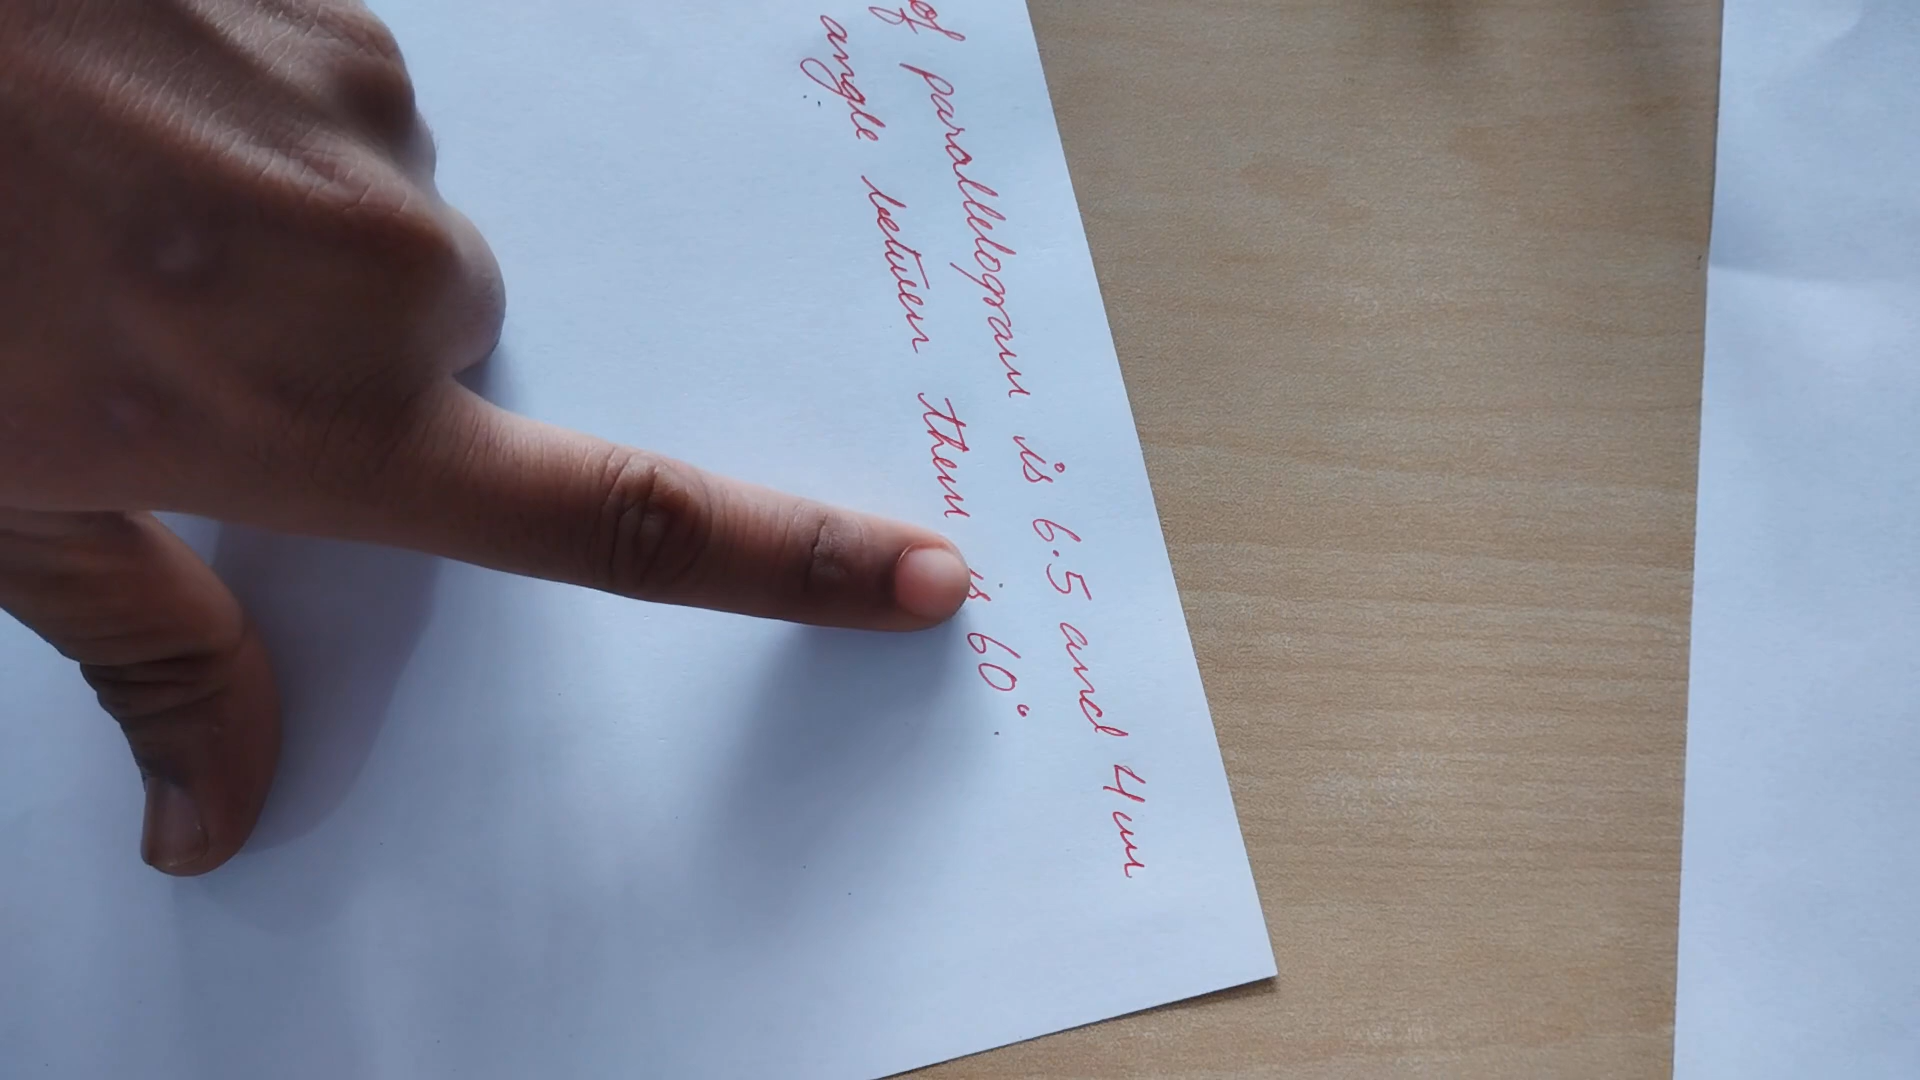 of parallelogram is 6.5 and 4cm
angle between them is 60°